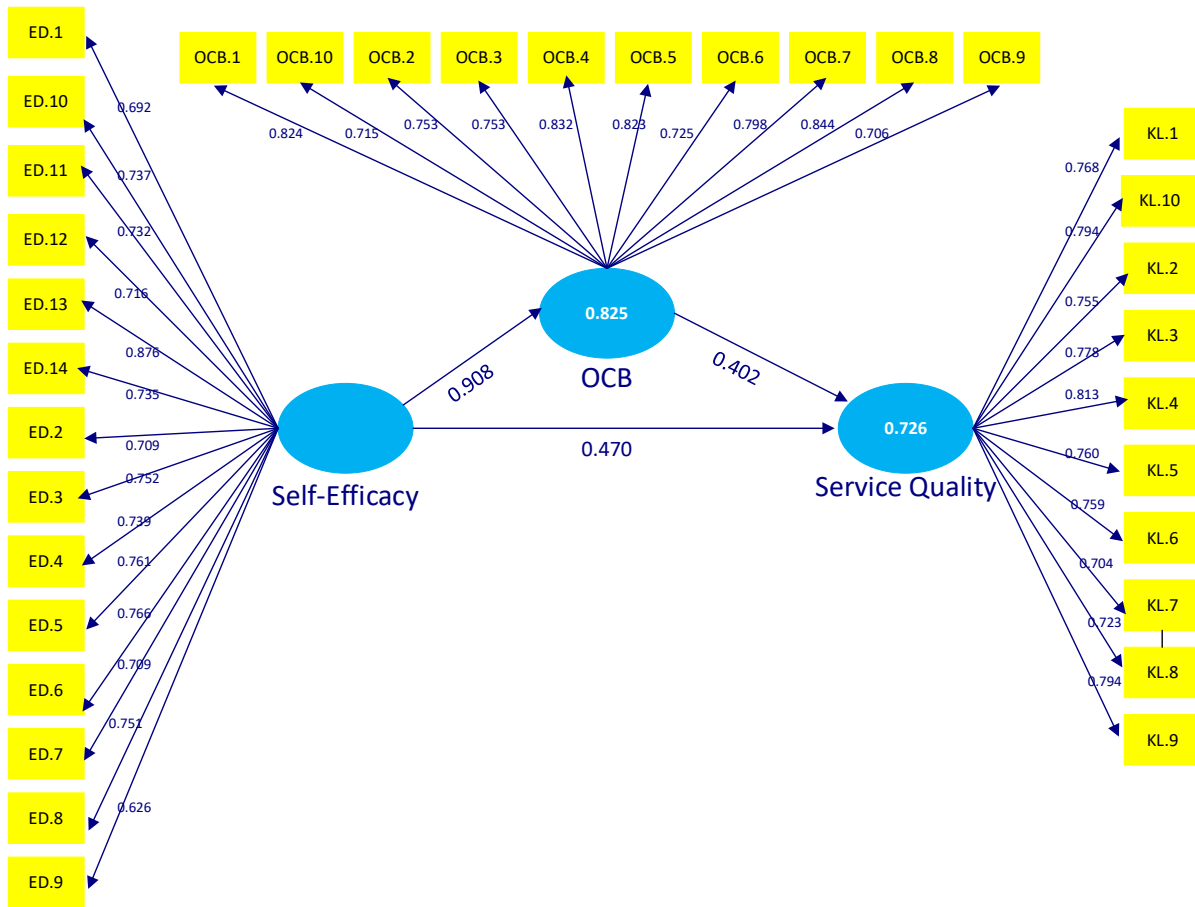 ED.1
ED.10
ED.11
ED.12
ED.13
ED.14
ED.2
ED.3
ED.4
ED.5
ED.6
ED.7
ED.8
ED.9
0.692
0.737
0.732
0.716
0.876
0.735
0.709
0.752
0.739
0.761
0.766
0.709
0.751
0.626
OCB.1 OCB.10 OCB.2 OCB.3 OCB.4 OCB.5 OCB.6 OCB.7 OCB.8 OCB.9
0.824 0.715 0.753 0.753 0.832 0.823 0.725 0.798 0.844 0.706
0.825
OCB
0.908
0.402
0.470
Self-Efficacy
0.726
Service Quality
0.768
0.794
0.755
0.778
0.813
0.760
0.759
0.704
0.723
0.794
KL.1
KL.10
KL.2
KL.3
KL.4
KL.5
KL.6
KL.7
KL.8
KL.9